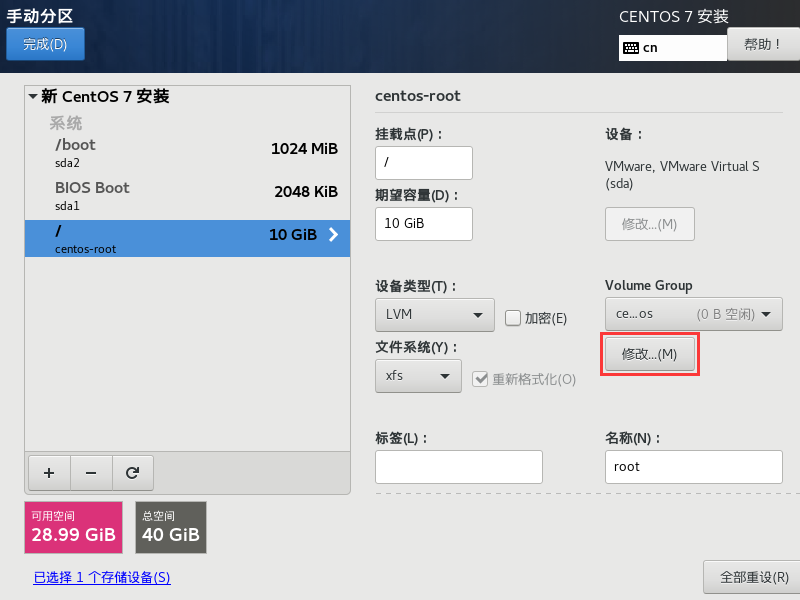 手动分区
完成(D)
CENTOS 7 安装
cn
帮助！
新 CentOS 7 安装
系统
/boot
1024 MiB
sda2
BIOS Boot
2048 KiB
sda1
/
10 GiB
centos-root
+ −
可用空间
28.99 GiB
总空间
40 GiB
已选择 1 个存储设备(S)
centos-root
挂载点(P)：
/
期望容量(D)：
10 GiB
设备：
VMware, VMware Virtual S
(sda)
修改...(M)
设备类型(T)：
LVM
加密(E)
Volume Group
ce...os (0 B 空闲)
修改...(M)
文件系统(Y)：
xfs
重新格式化(O)
标签(L)：
名称(N)：
root
全部重设(R)